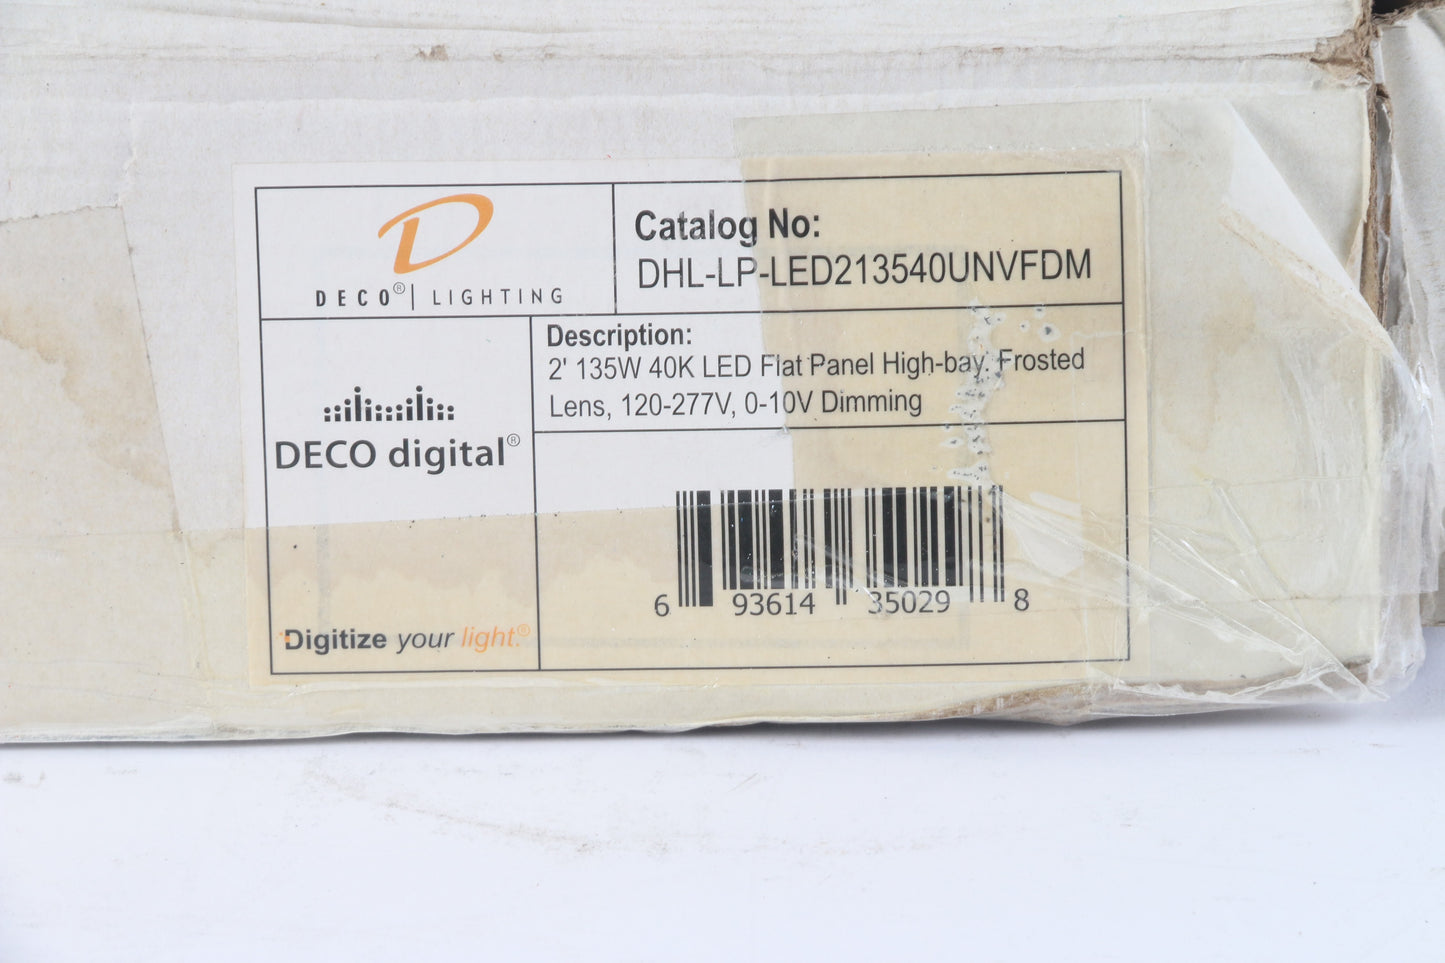 DECO® | LIGHTING
Catalog No:
DHL-LP-LED213540UNVFDM
DECO digital®
Description:
2' 135W 40K LED Flat Panel High-bay. Frosted
Lens, 120-277V, 0-10V Dimming
6 93614 35029 8
Digitize your light.®